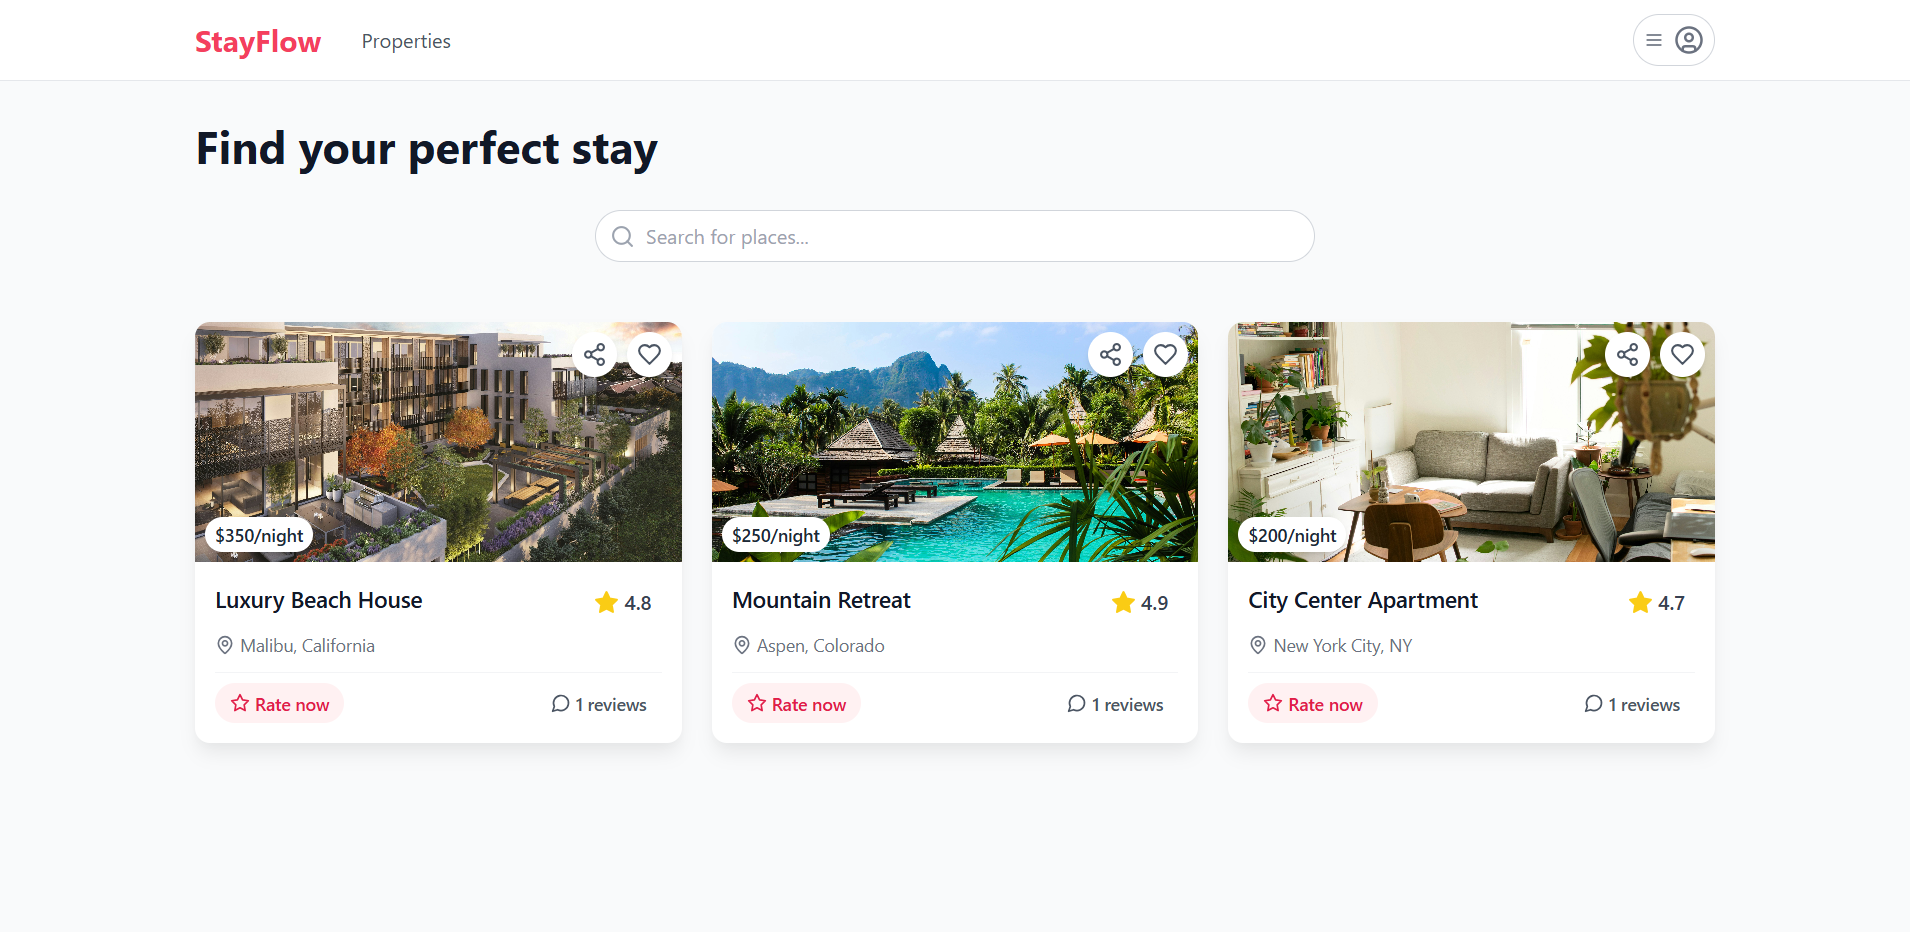 StayFlow
Properties
Find your perfect stay
Search for places...
$350/night
$250/night
$200/night
Luxury Beach House
4.8
Malibu, California
Rate now
1 reviews
Mountain Retreat
4.9
Aspen, Colorado
Rate now
1 reviews
City Center Apartment
4.7
New York City, NY
Rate now
1 reviews